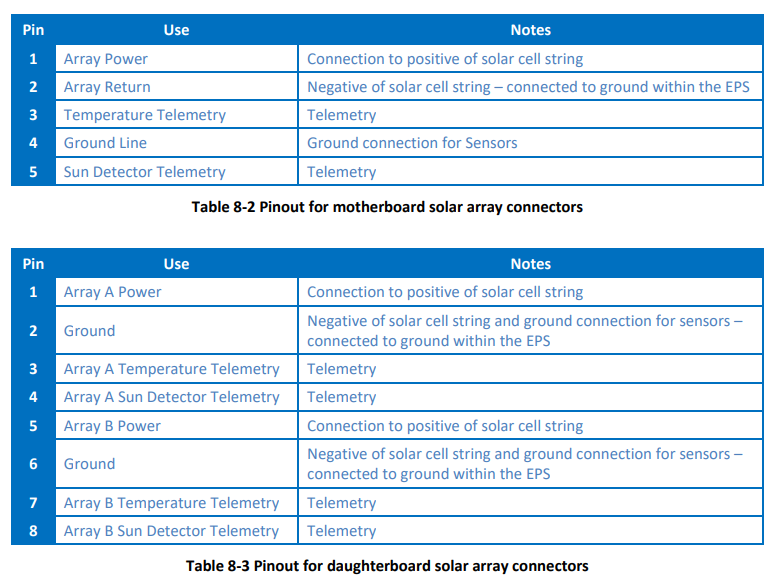 Pin Use Notes
1 Array Power Connection to positive of solar cell string
2 Array Return Negative of solar cell string – connected to ground within the EPS
3 Temperature Telemetry Telemetry
4 Ground Line Ground connection for Sensors
5 Sun Detector Telemetry Telemetry
Table 8-2 Pinout for motherboard solar array connectors
Pin Use Notes
1 Array A Power Connection to positive of solar cell string
2 Ground Negative of solar cell string and ground connection for sensors –
connected to ground within the EPS
3 Array A Temperature Telemetry Telemetry
4 Array A Sun Detector Telemetry Telemetry
5 Array B Power Connection to positive of solar cell string
6 Ground Negative of solar cell string and ground connection for sensors –
connected to ground within the EPS
7 Array B Temperature Telemetry Telemetry
8 Array B Sun Detector Telemetry Telemetry
Table 8-3 Pinout for daughterboard solar array connectors